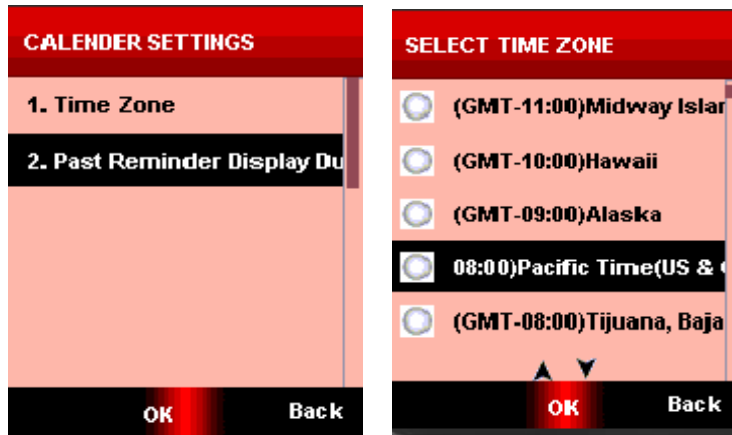 CALENDER SETTINGS
1. Time Zone
2. Past Reminder Display Du
OK Back
SELECT TIME ZONE
(GMT-11:00)Midway Islan
(GMT-10:00)Hawaii
(GMT-09:00)Alaska
08:00)Pacific Time(US &
(GMT-08:00)Tijuana, Baja
OK Back